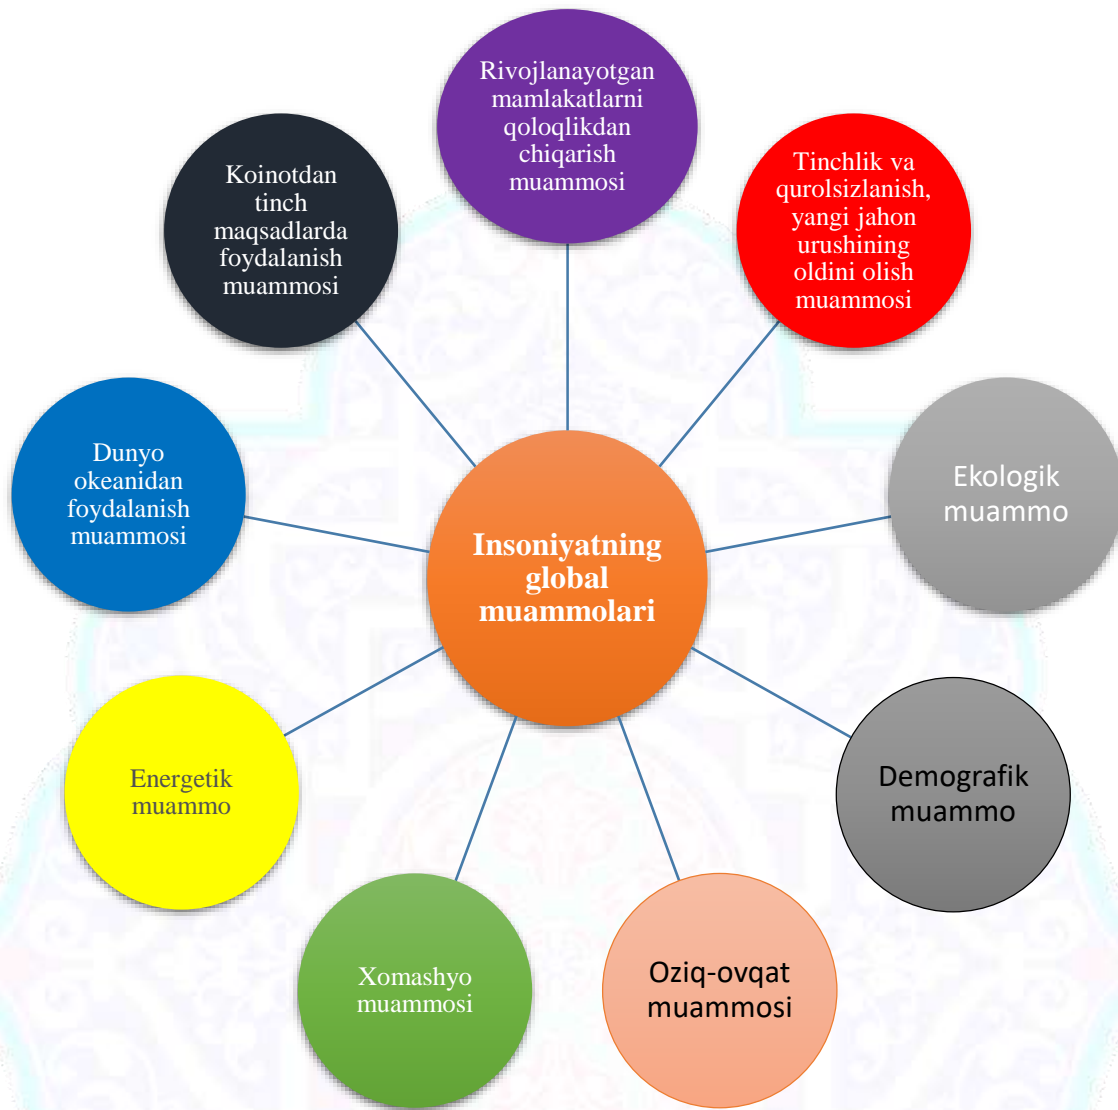 Rivojlanayotgan
mamlakatlarni
qoloqlikdan
chiqarish
muammosi
Tinchlik va
qurolsizlanish,
yangi jahon
urushining
oldini olish
muammosi
Ekologik
muammo
Demografik
muammo
Oziq-ovqat
muammosi
Xomashyo
muammosi
Energetik
muammo
Dunyo
okeanidan
foydalanish
muammosi
Koinotdan
tinch
maqsadlarda
foydalanish
muammosi
Insoniyatning
global
muammolari